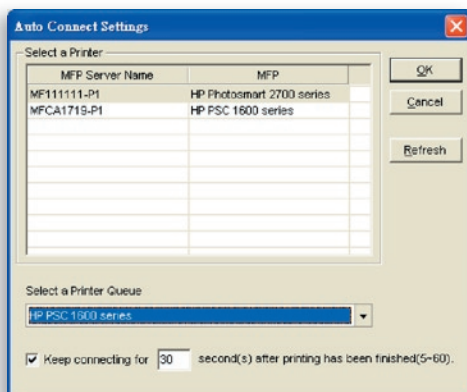 Auto Connect Settings
Select a Printer
MFP Server Name MFP
MF111111-P1 HP Photosmart 2700 series
MFCA1719-P1 HP PSC 1600 series
OK
Cancel
Refresh
Select a Printer Queue
HP PSC 1600 series
Keep connecting for 30 second(s) after printing has been finished(5~60).